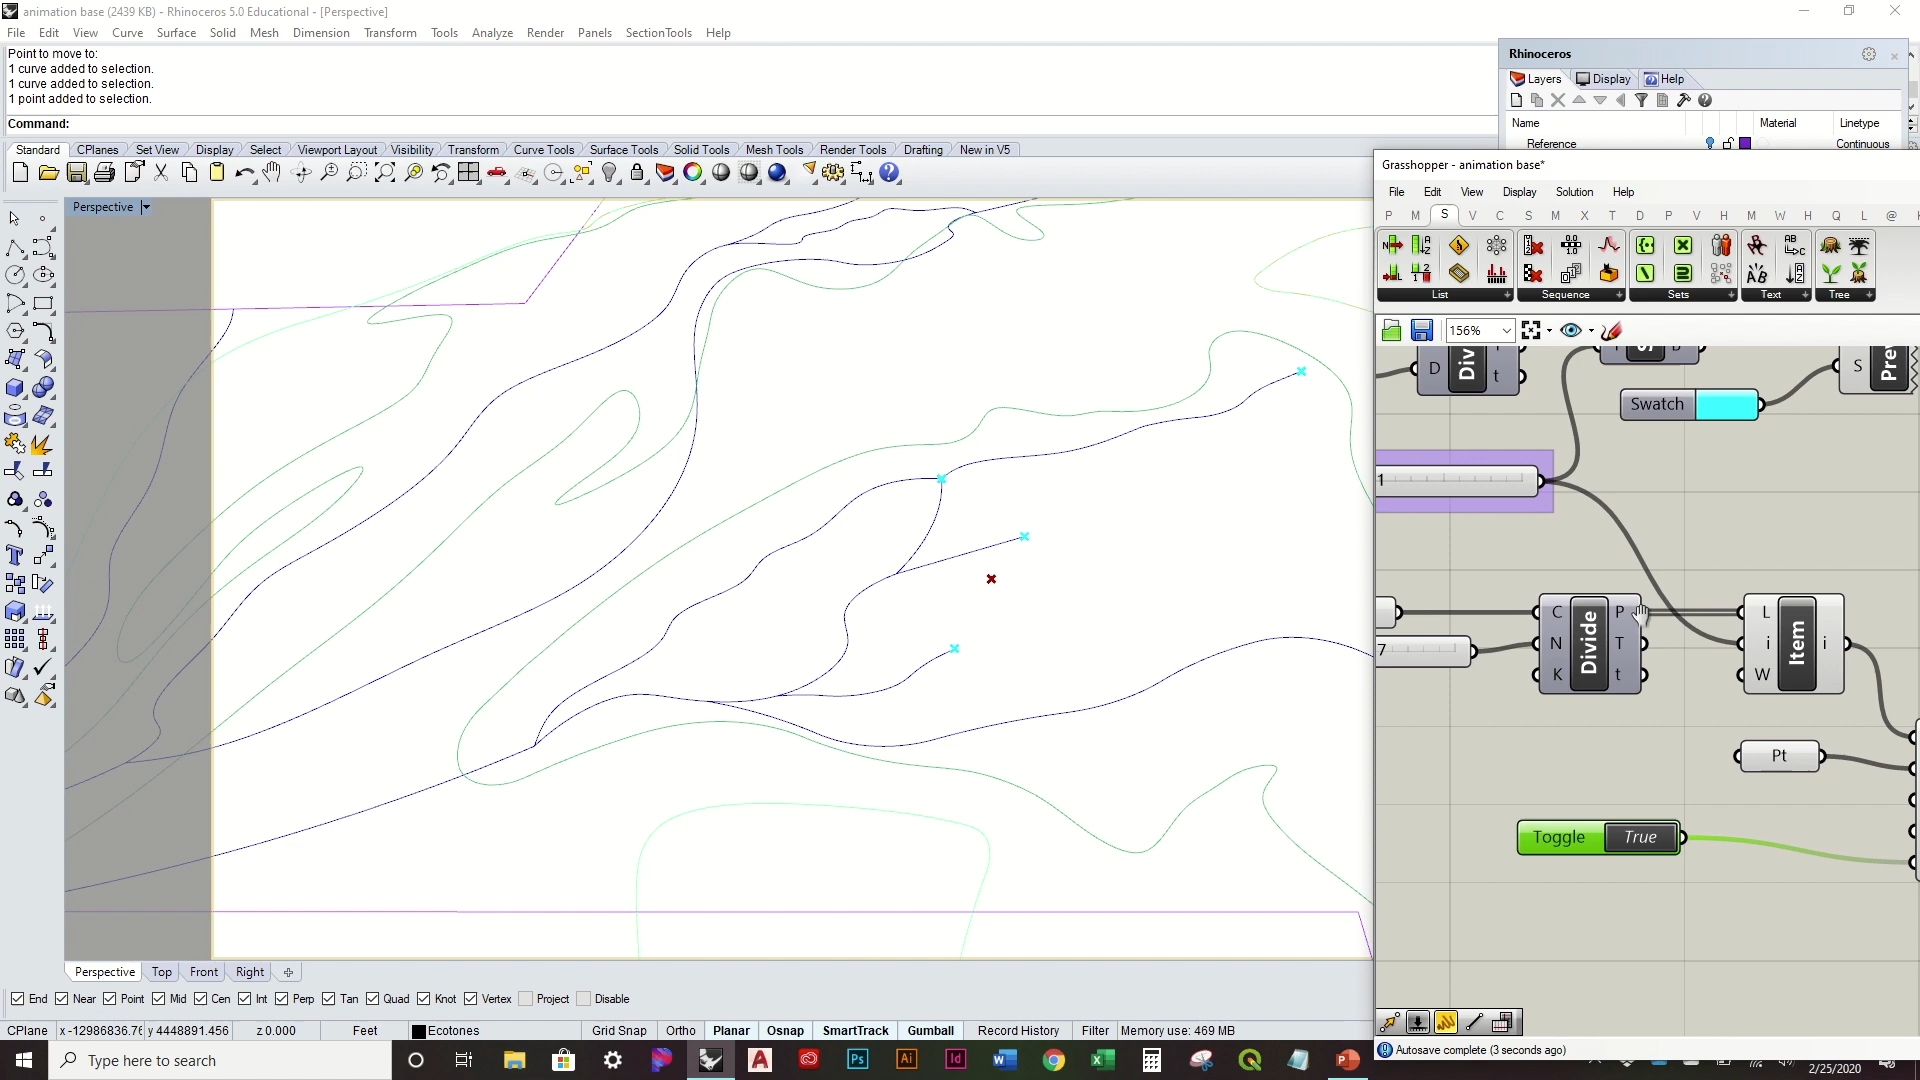 animation base (2439 KB) - Rhinoceros 5.0 Educational - [Perspective]
File Edit View Curve Surface Solid Mesh Dimension Transform Tools Analyze Render Panels SectionTools Help
Point to move to:
1 curve added to selection.
1 curve added to selection.
1 point added to selection.
Command:
Standard CPlanes Set View Display Select Viewport Layout Visibility Transform Curve Tools Surface Tools Solid Tools Mesh Tools Render Tools Drafting New in V5
Perspective
Rhinoceros
Layers Display Help
Name Material Linetype
Reference Continuous
Grasshopper - animation base*
File Edit View Display Solution Help
P M S V C S M X T D P V H M W H Q L @
List Sequence Sets Text Tree
156%
D Div t
S Pre
Swatch
1
C Divide P
N T
K t
7
L Item
i i
W
Pt
Toggle True
Perspective Top Front Right
End Near Point Mid Cen Int Perp Tan Quad Knot Vertex Project Disable
CPlane x -12986836.7 y 4448891.456 z 0.000 Feet Ecotones Grid Snap Ortho Planar Osnap SmartTrack Gumball Record History Filter Memory use: 469 MB
Autosave complete (3 seconds ago)
Type here to search
2/25/2020